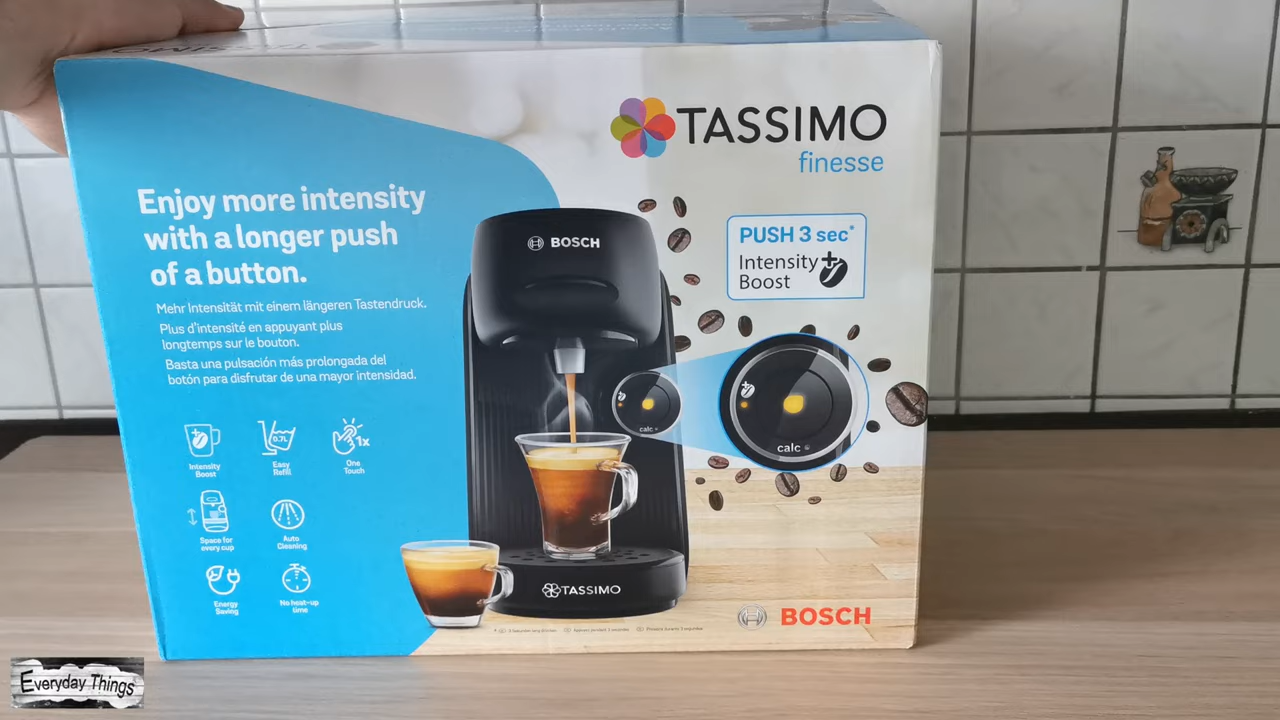 TASSIMO
finesse
Enjoy more intensity
with a longer push
of a button.
Mehr Intensität mit einem längeren Tastendruck.
Plus d'intensité en appuyant plus
longtemps sur le bouton.
Basta una pulsación más prolongada del
botón para disfrutar de una mayor intensidad.
BOSCH
PUSH 3 sec*
Intensity
Boost
calc
calc
Intensity
Boost
0.7L
Easy
Refill
1x
One
Touch
Space for
every cup
Auto
Cleaning
Energy
Saving
No heat-up
time
TASSIMO
BOSCH
Everyday Things